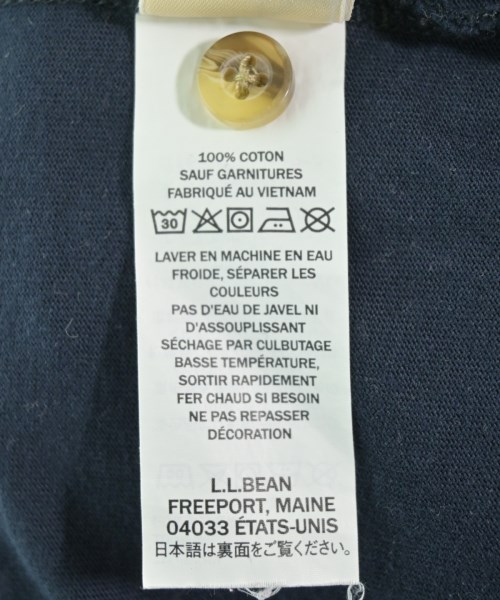 100% COTON
SAUF GARNITURES
FABRIQUÉ AU VIETNAM
30
LAVER EN MACHINE EN EAU
FROIDE, SÉPARER LES
COULEURS
PAS D'EAU DE JAVEL NI
D'ASSOUPLISSANT
SÉCHAGE PAR CULBUTAGE
BASSE TEMPÉRATURE,
SORTIR RAPIDEMENT
FER CHAUD SI BESOIN
NE PAS REPASSER
DÉCORATION
L.L.BEAN
FREEPORT, MAINE
04033 ÉTATS-UNIS
日本語は裏面をご覧ください。